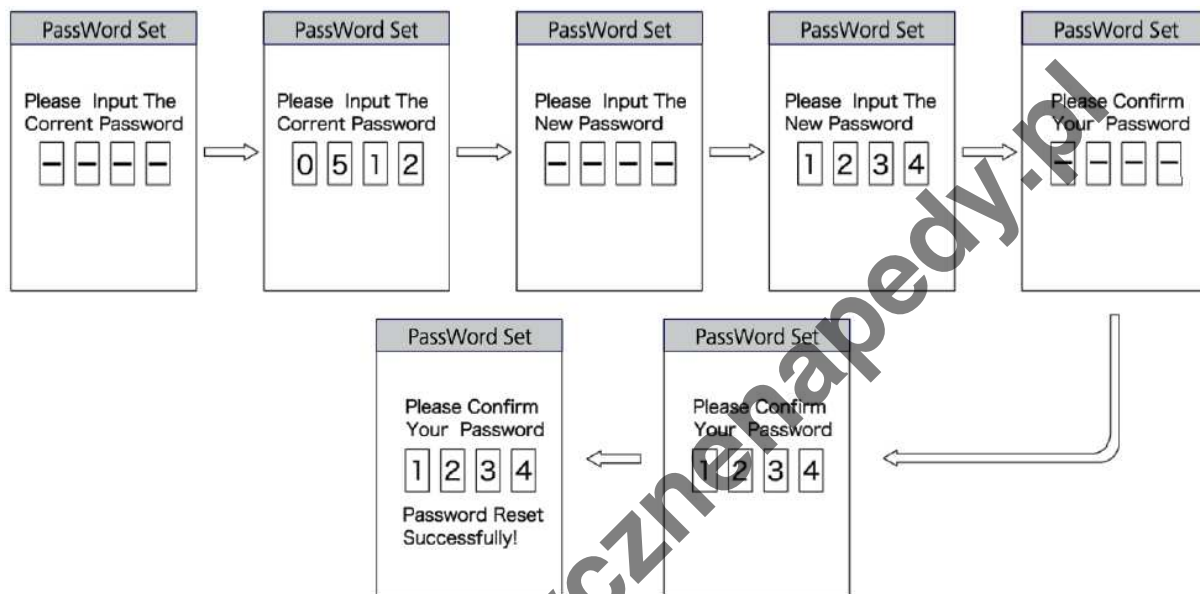 PassWord Set
Please Input The
Corrent Password
– – – –
PassWord Set
Please Input The
Corrent Password
0 5 1 2
PassWord Set
Please Input The
New Password
– – – –
PassWord Set
Please Input The
New Password
1 2 3 4
PassWord Set
Please Confirm
Your Password
– – – –
PassWord Set
Please Confirm
Your Password
1 2 3 4
PassWord Set
Please Confirm
Your Password
1 2 3 4
Password Reset
Successfully!
cznenapedy.pl